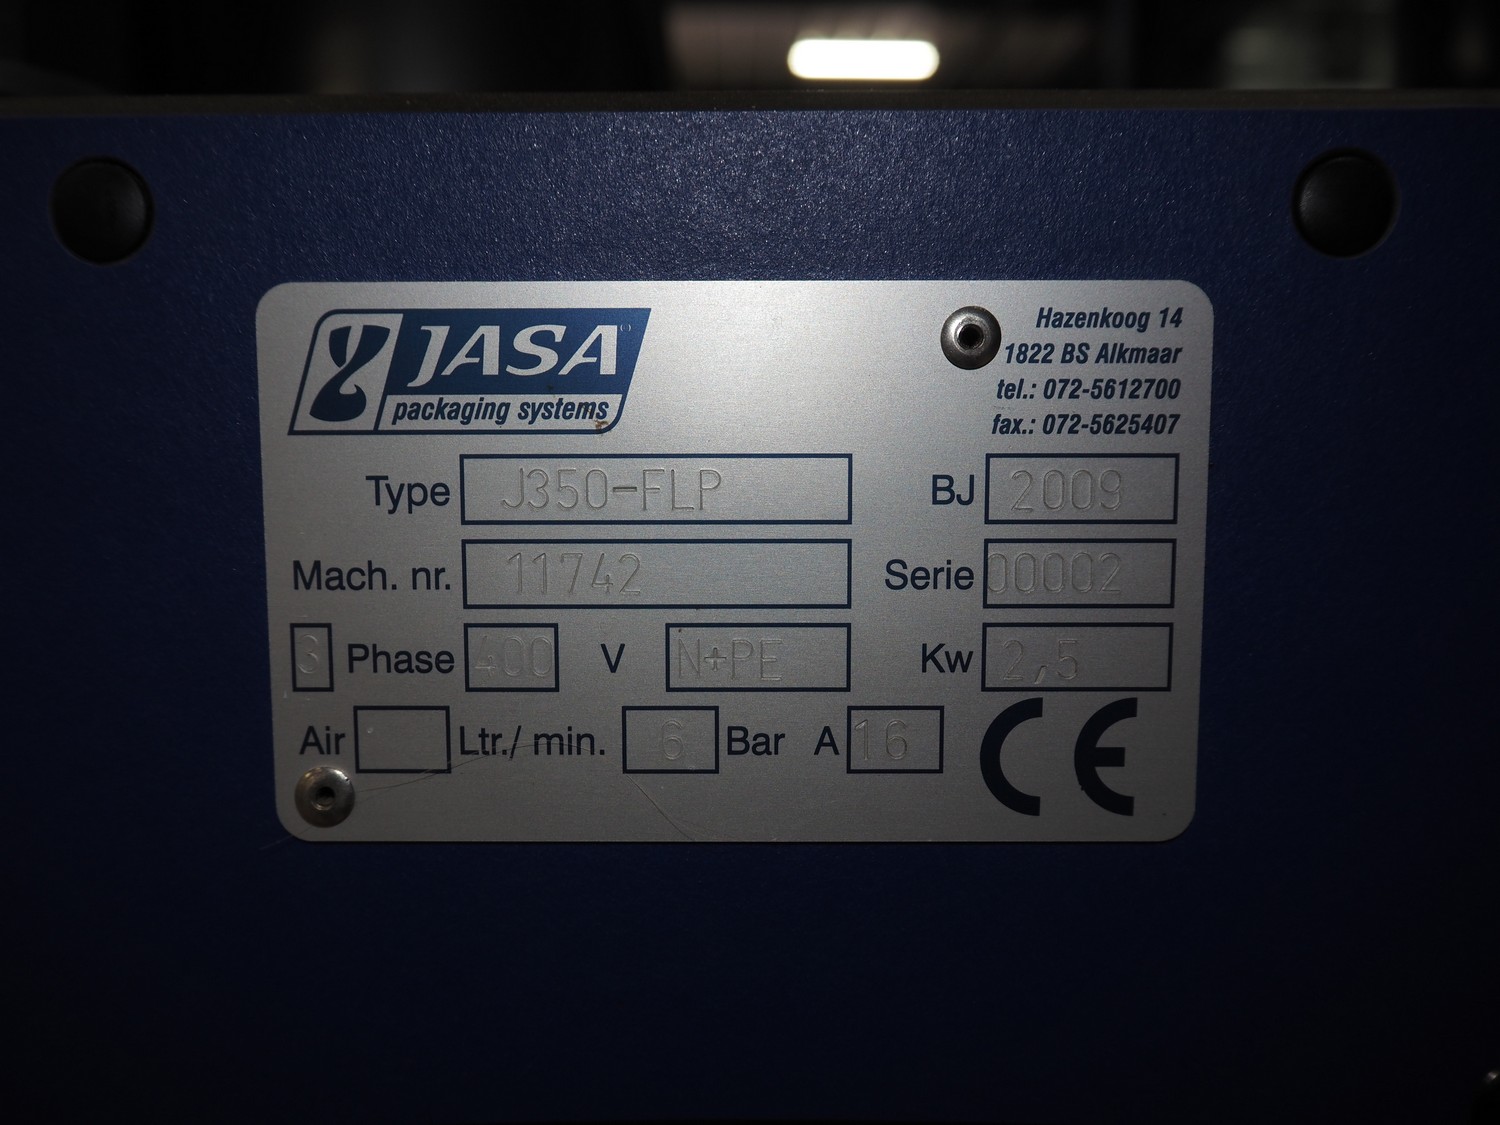 JASA
packaging systems
Hazenkoog 14
1822 BS Alkmaar
tel.: 072-5612700
fax.: 072-5625407
Type J350-FLP BJ 2009
Mach. nr. 11742 Serie 00002
3 Phase 400 V N+PE Kw 2,5
Air Ltr./ min. 6 Bar A 16
CE